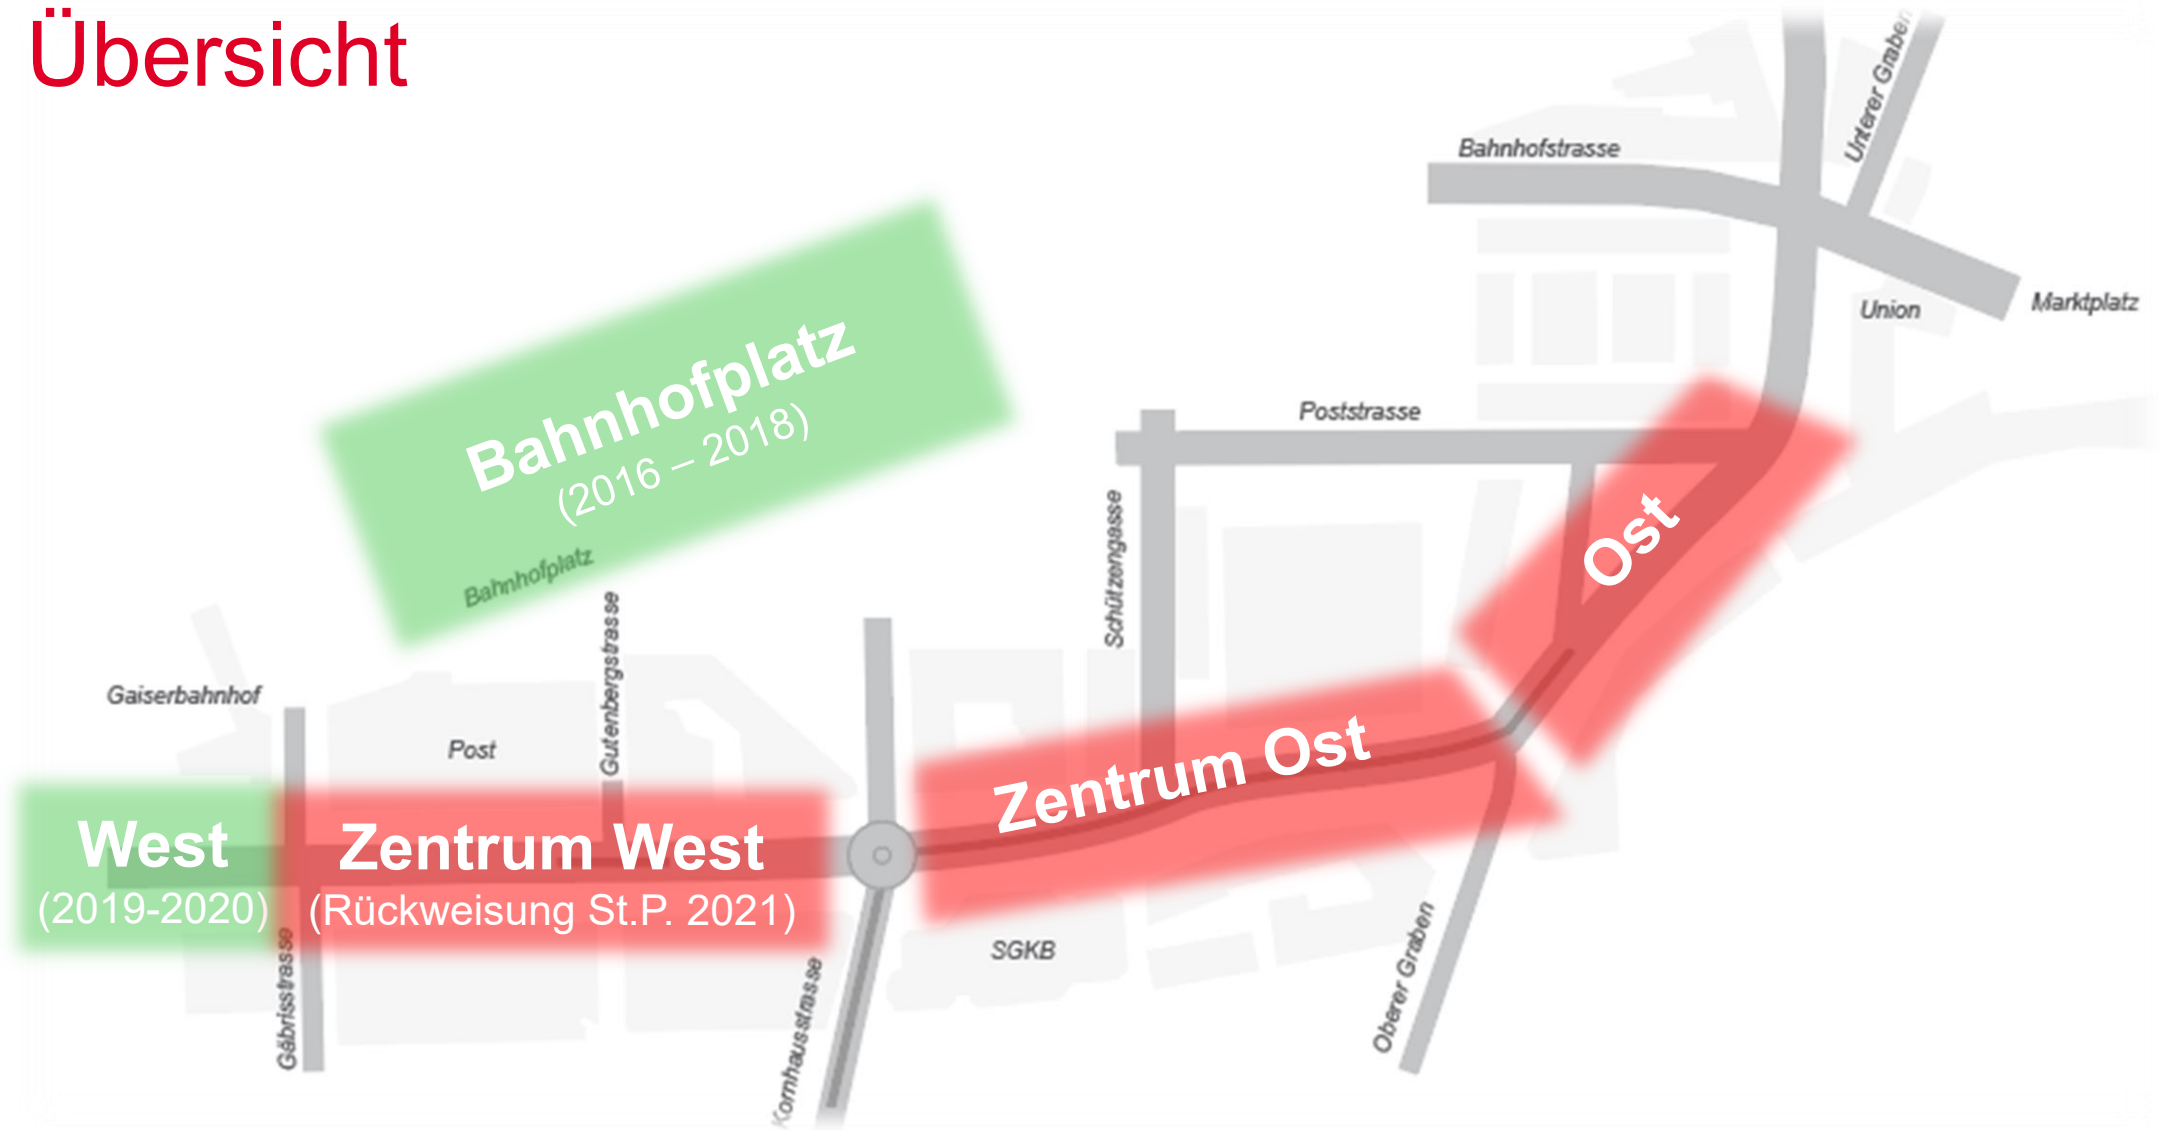 Übersicht
Unterer Graben
Bahnhofstrasse
Marktplatz
Union
Bahnhofplatz
(2016 – 2018)
Poststrasse
Ost
Schützengasse
Bahnhofplatz
Gutenbergstrasse
Gaiserbahnhof
Post
Zentrum Ost
West
(2019-2020)
Zentrum West
(Rückweisung St.P. 2021)
SGKB
Oberer Graben
Gäbrisstrasse
Kornhausstrasse